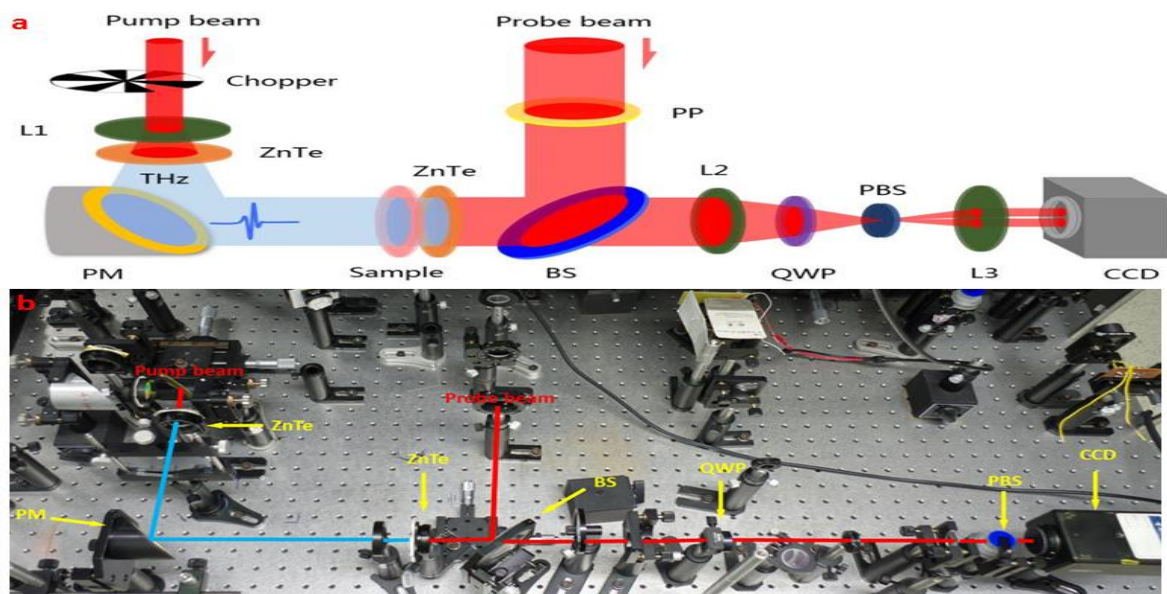 a
Pump beam
Probe beam
Chopper
L1
PP
ZnTe
ZnTe
L2
THz
PBS
PM
Sample
BS
QWP
L3
CCD
b
Pump beam
Probe beam
ZnTe
ZnTe
BS
QWP
CCD
PBS
PM